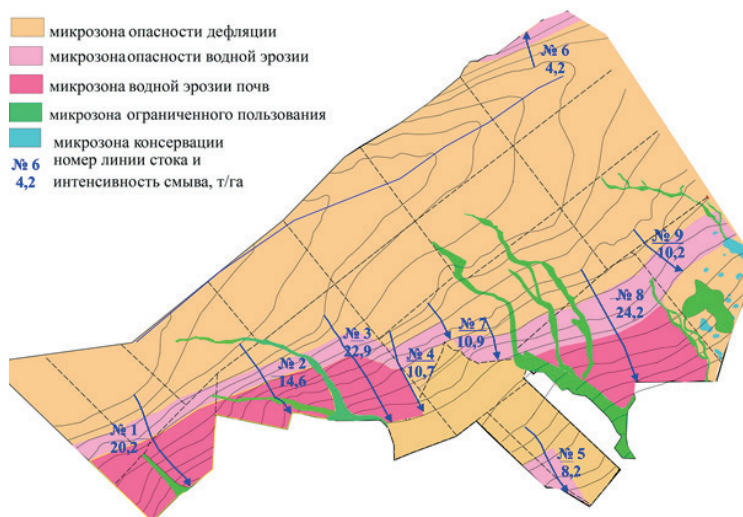 микрозона опасности дефляции
микрозона опасности водной эрозии
микрозона водной эрозии почв
микрозона ограниченного пользования
микрозона консервации
№ 6 номер линии стока и
4,2 интенсивность смыва, т/га
№ 6
4,2
№ 9
10,2
№ 8
24,2
№ 7
10,9
№ 3
22,9
№ 4
10,7
№ 2
14,6
№ 1
20,2
№ 5
8,2